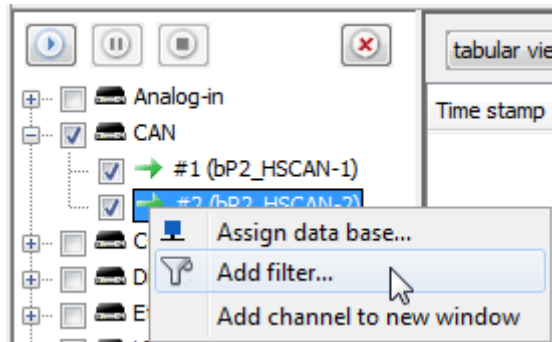 tabular vie
Time stamp
Analog-in
CAN
#1 (bP2_HSCAN-1)
#2 (bP2_HSCAN-2)
C
D
E
Assign data base...
Add filter...
Add channel to new window